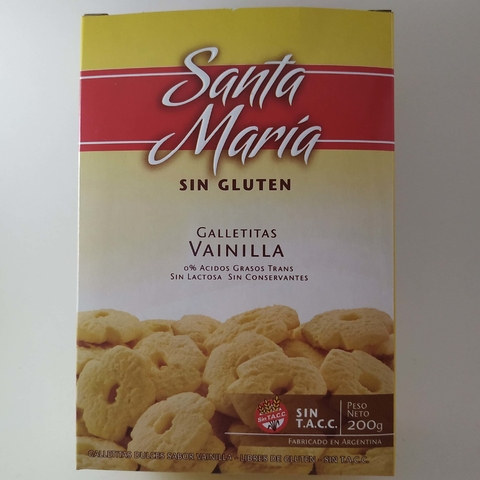 Santa
María
SIN GLUTEN
GALLETITAS
VAINILLA
0% ACIDOS GRASOS TRANS
SIN LACTOSA SIN CONSERVANTES
Sin T.A.C.C.
SIN
T.A.C.C.
PESO
NETO
200g
FABRICADO EN ARGENTINA
GALLETITAS DULCES SABOR VAINILLA - LIBRES DE GLUTEN - SIN T.A.C.C.